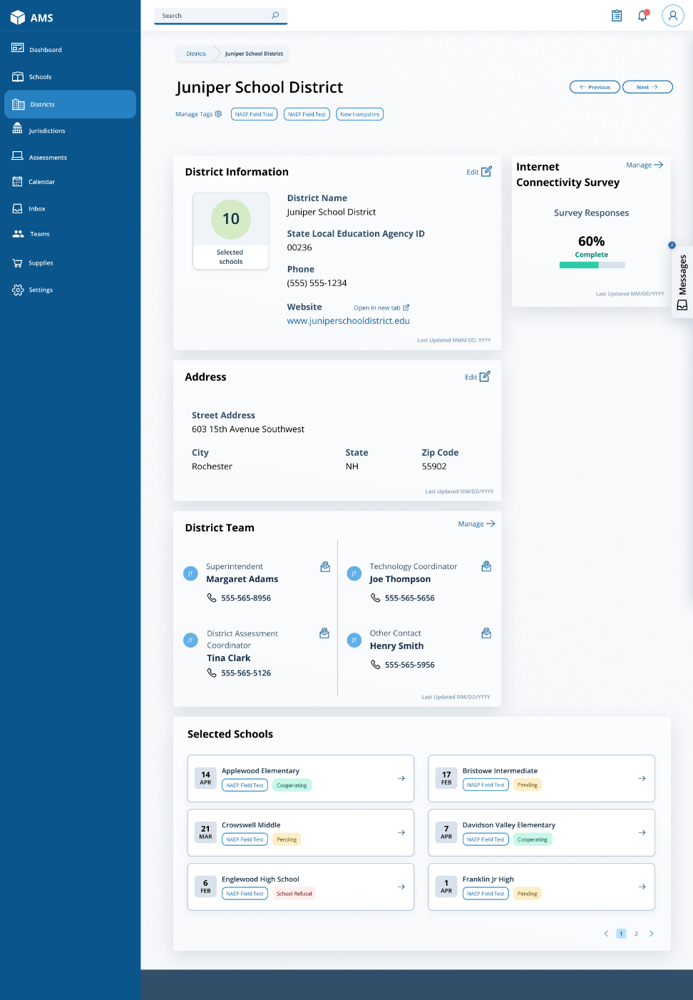 AMS
Search
Dashboard
Schools
Districts
Jurisdictions
Assessments
Calendar
Inbox
Teams
Supplies
Settings
Districts
Juniper School District
Juniper School District
Previous
Next
Manage Tags
NAEP Field Trial
NAEP Field Test
New Hampshire
District Information
Edit
10
Selected
schools
District Name
Juniper School District
State Local Education Agency ID
00236
Phone
(555) 555-1234
Website
Open in new tab
www.juniperschooldistrict.edu
Last Updated MMM DD, YYYY
Internet
Connectivity Survey
Manage
Survey Responses
60%
Complete
Last Updated MM/DD/YYYY
2
Messages
Address
Edit
Street Address
603 15th Avenue Southwest
City
Rochester
State
NH
Zip Code
55902
Last Updated MM/DD/YYYY
District Team
Manage
JT
Superintendent
Margaret Adams
555-565-8956
JT
Technology Coordinator
Joe Thompson
555-565-5656
JT
District Assessment
Coordinator
Tina Clark
555-565-5126
JT
Other Contact
Henry Smith
555-565-5956
Last Updated MM/DD/YYYY
Selected Schools
14
APR
Applewood Elementary
NAEP Field Test
Cooperating
17
FEB
Bristowe Intermediate
NAEP Field Test
Pending
21
MAR
Crowswell Middle
NAEP Field Test
Pending
7
APR
Davidson Valley Elementary
NAEP Field Test
Cooperating
6
FEB
Englewood High School
NAEP Field Test
School Refusal
1
APR
Franklin Jr High
NAEP Field Test
Pending
1
2